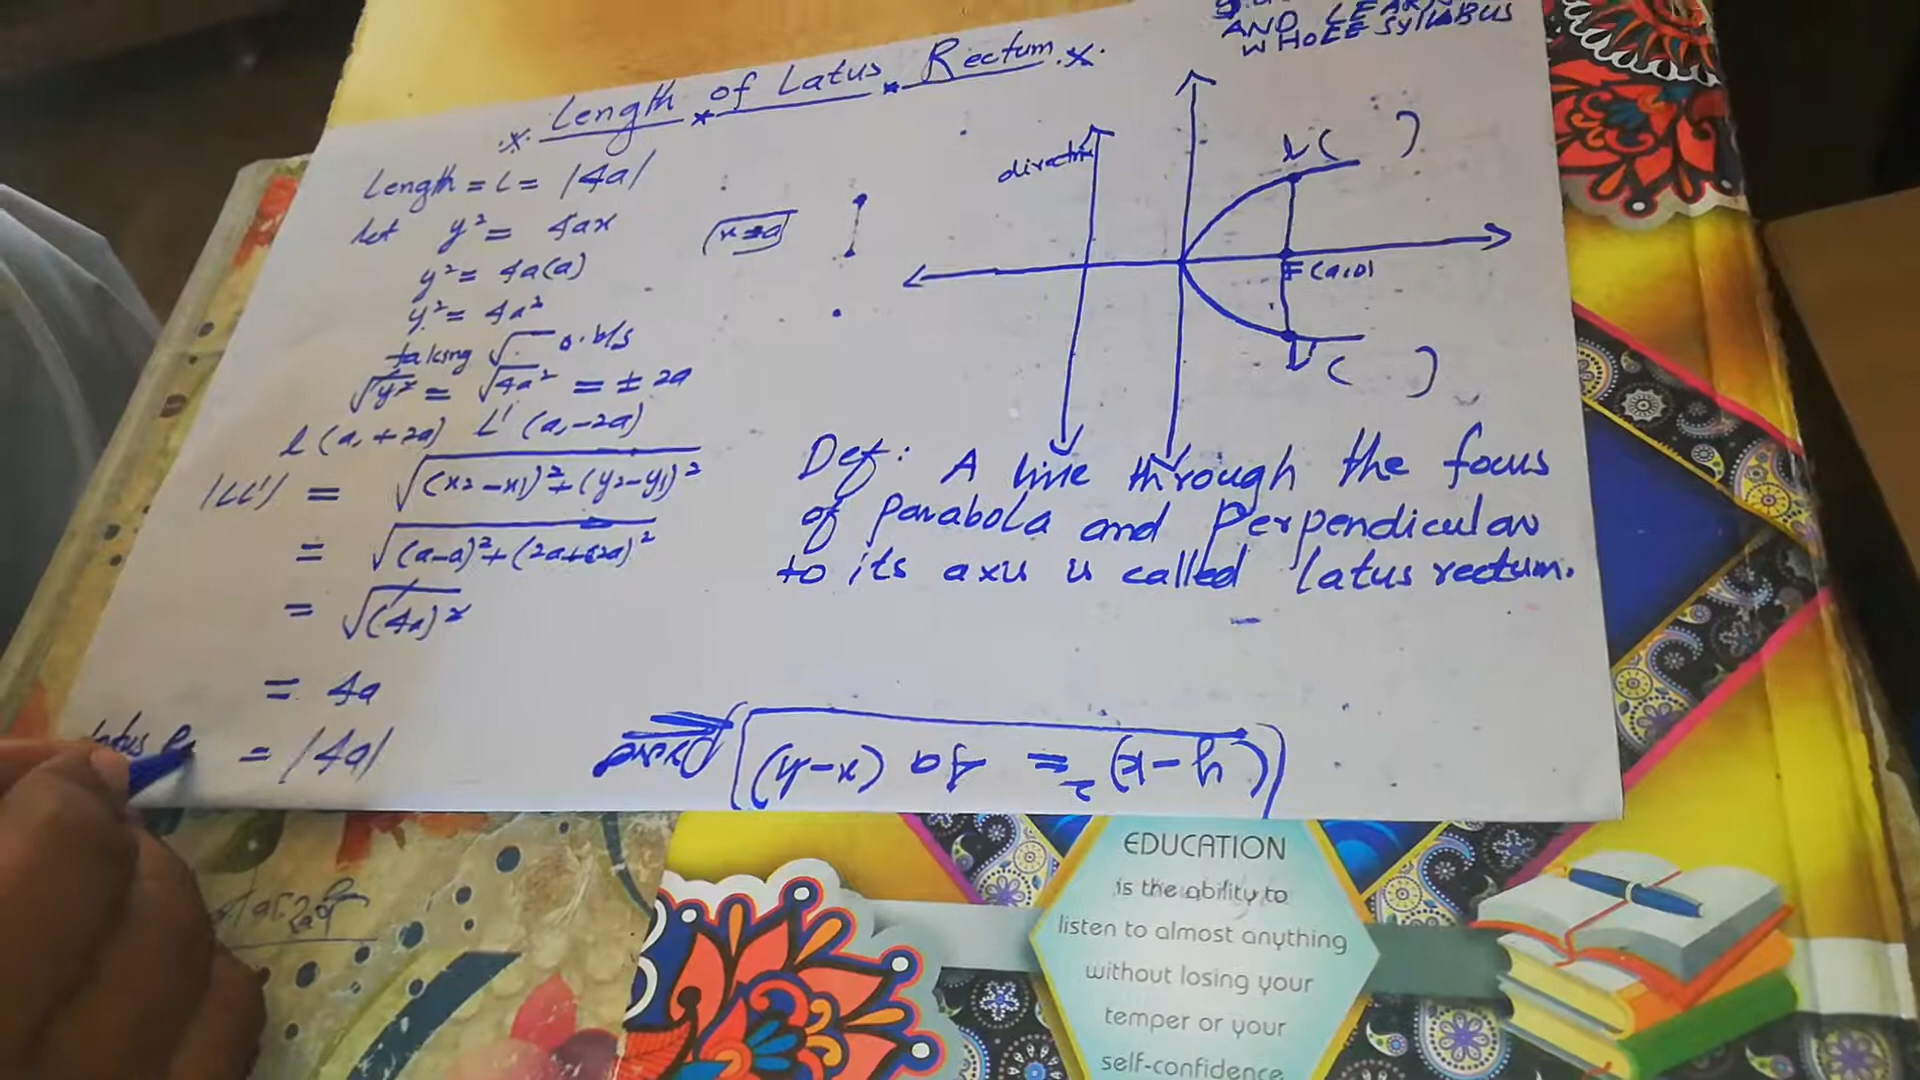 AND LEARN
WHOLE SYLLABUS
Length of Latus Rectum
Length = L = |4a|
let y² = 4ax
x=a
y² = 4a(a)
y² = 4a²
taking √ o.b/s
√y² = √4a² = ± 2a
L(a, +2a) L'(a, -2a)
|LL'| = √(x₂-x₁)²+(y₂-y₁)²
= √(a-a)²+(2a+2a)²
= √(4a)²
= 4a
= |4a|
directrix
L( )
F(a,0)
L'( )
Def: A line through the focus
of parabola and perpendicular
to its axis is called latus rectum.
(y-k)² = 4a (x-h)
EDUCATION
is the ability to
listen to almost anything
without losing your
temper or your
self-confidence